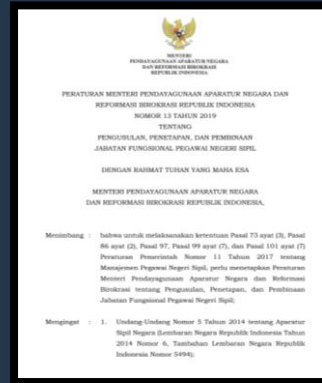 MENTERI
PENDAYAGUNAAN APARATUR NEGARA
DAN REFORMASI BIROKRASI
REPUBLIK INDONESIA
PERATURAN MENTERI PENDAYAGUNAAN APARATUR NEGARA DAN
REFORMASI BIROKRASI REPUBLIK INDONESIA
NOMOR 13 TAHUN 2019
TENTANG
PENGUSULAN, PENETAPAN, DAN PEMBINAAN
JABATAN FUNGSIONAL PEGAWAI NEGERI SIPIL
DENGAN RAHMAT TUHAN YANG MAHA ESA
MENTERI PENDAYAGUNAAN APARATUR NEGARA
DAN REFORMASI BIROKRASI REPUBLIK INDONESIA,
Menimbang : bahwa untuk melaksanakan ketentuan Pasal 73 ayat (3), Pasal
86 ayat (2), Pasal 97, Pasal 99 ayat (7), dan Pasal 101 ayat (7)
Peraturan Pemerintah Nomor 11 Tahun 2017 tentang
Manajemen Pegawai Negeri Sipil, perlu menetapkan Peraturan
Menteri Pendayagunaan Aparatur Negara dan Reformasi
Birokrasi tentang Pengusulan, Penetapan, dan Pembinaan
Jabatan Fungsional Pegawai Negeri Sipil;
Mengingat : 1. Undang-Undang Nomor 5 Tahun 2014 tentang Aparatur
Sipil Negara (Lembaran Negara Republik Indonesia Tahun
2014 Nomor 6, Tambahan Lembaran Negara Republik
Indonesia Nomor 5494);